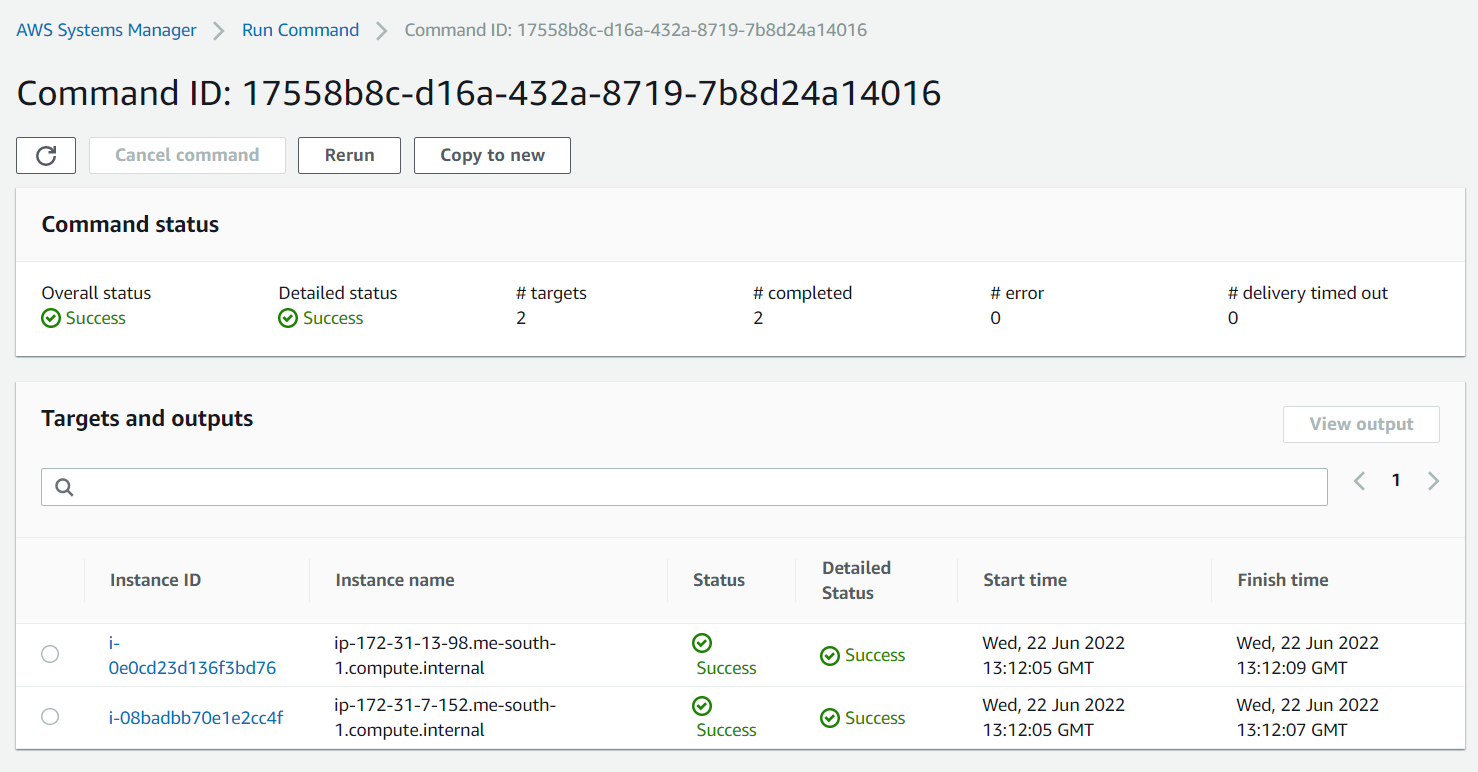 AWS Systems Manager > Run Command > Command ID: 17558b8c-d16a-432a-8719-7b8d24a14016
Command ID: 17558b8c-d16a-432a-8719-7b8d24a14016
Cancel command Rerun Copy to new
Command status
Overall status Detailed status # targets # completed # error # delivery timed out
Success Success 2 2 0 0
Targets and outputs
View output
1
Instance ID Instance name Status Detailed Status Start time Finish time
i-0e0cd23d136f3bd76 ip-172-31-13-98.me-south-1.compute.internal Success Success Wed, 22 Jun 2022 13:12:05 GMT Wed, 22 Jun 2022 13:12:09 GMT
i-08badbb70e1e2cc4f ip-172-31-7-152.me-south-1.compute.internal Success Success Wed, 22 Jun 2022 13:12:05 GMT Wed, 22 Jun 2022 13:12:07 GMT